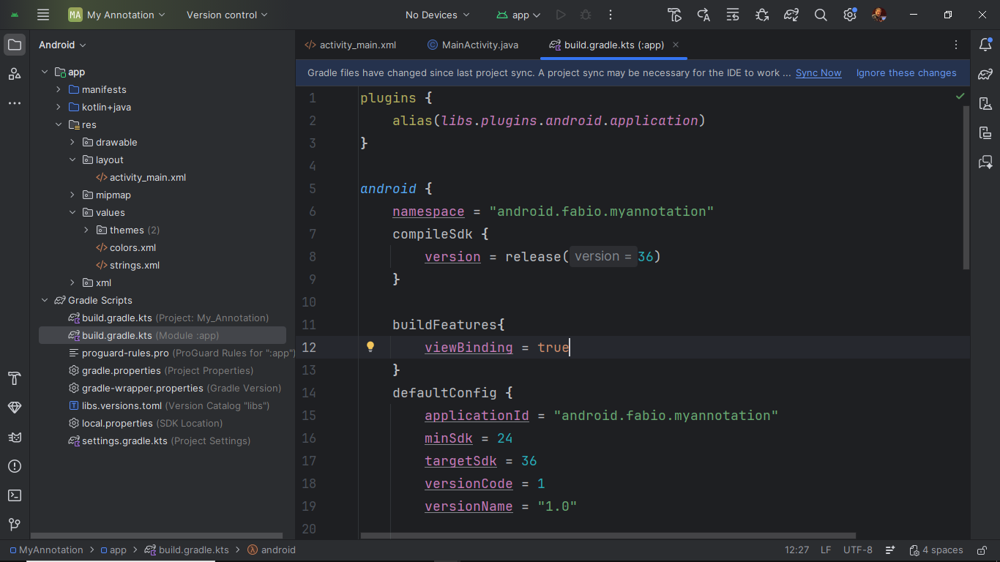 MA My Annotation Version control No Devices app
Android
activity_main.xml MainActivity.java build.gradle.kts (:app)
Gradle files have changed since last project sync. A project sync may be necessary for the IDE to work ... Sync Now Ignore these changes
app
manifests
kotlin+java
res
drawable
layout
activity_main.xml
mipmap
values
themes (2)
colors.xml
strings.xml
xml
Gradle Scripts
build.gradle.kts (Project: My_Annotation)
build.gradle.kts (Module :app)
proguard-rules.pro (ProGuard Rules for ":app")
gradle.properties (Project Properties)
gradle-wrapper.properties (Gradle Version)
libs.versions.toml (Version Catalog "libs")
local.properties (SDK Location)
settings.gradle.kts (Project Settings)
1 plugins {
2 alias(libs.plugins.android.application)
3 }
4
5 android {
6 namespace = "android.fabio.myannotation"
7 compileSdk {
8 version = release( version = 36)
9 }
10
11 buildFeatures{
12 viewBinding = true
13 }
14 defaultConfig {
15 applicationId = "android.fabio.myannotation"
16 minSdk = 24
17 targetSdk = 36
18 versionCode = 1
19 versionName = "1.0"
20
MyAnnotation > app > build.gradle.kts > android 12:27 LF UTF-8 4 spaces